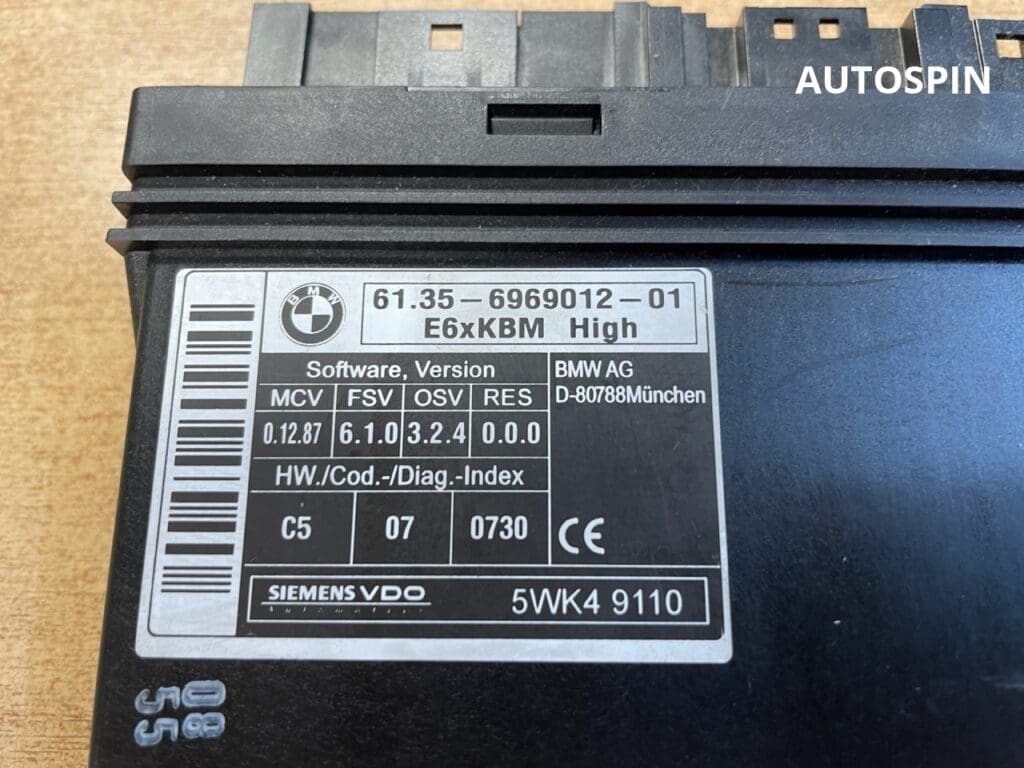 AUTOSPIN
BMW
61.35-6969012-01
E6xKBM High
Software, Version
MCV FSV OSV RES
0.12.87 6.1.0 3.2.4 0.0.0
HW./Cod.-/Diag.-Index
C5 07 0730
BMW AG
D-80788München
CE
SIEMENS VDO
Automotive
5WK4 9110
08
55